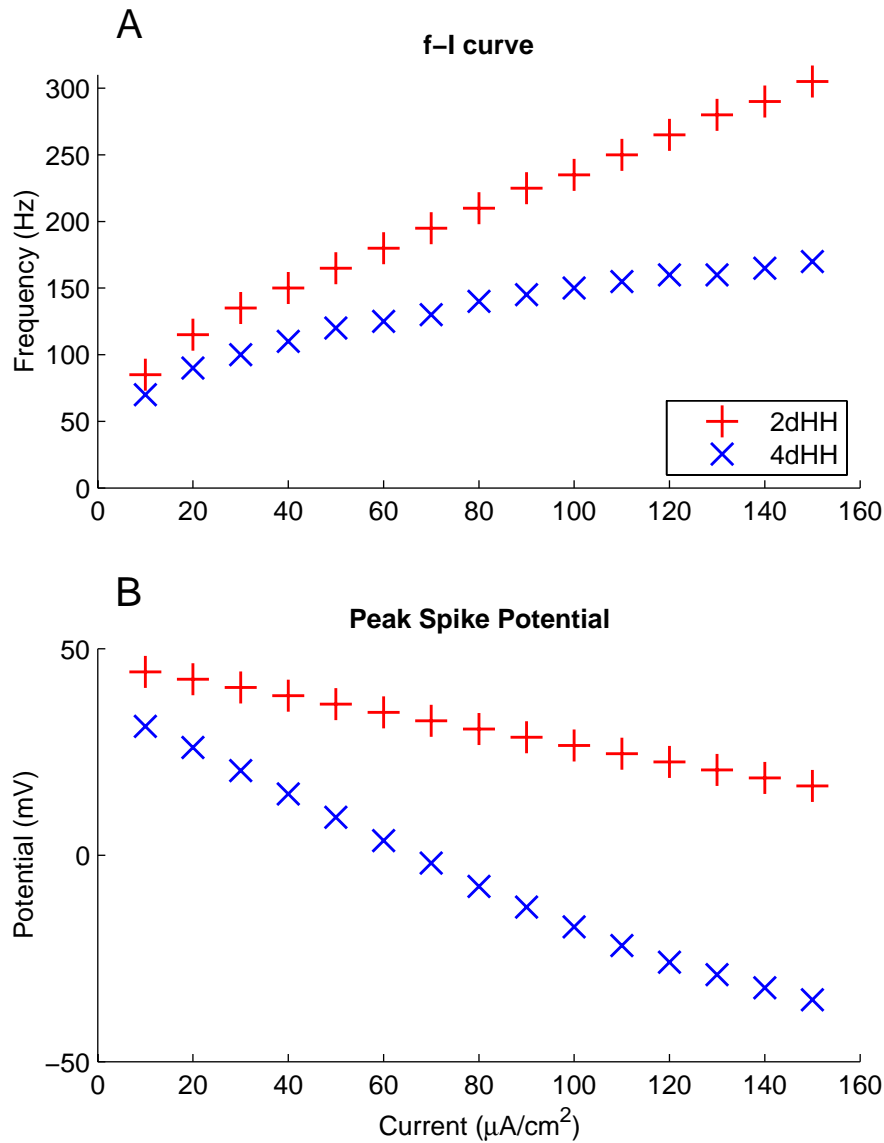 A
f−I curve
300
250
200
150
100
50
0
Frequency (Hz)
2dHH
4dHH
0 20 40 60 80 100 120 140 160
B
Peak Spike Potential
50
0
−50
Potential (mV)
0 20 40 60 80 100 120 140 160
Current (μA/cm²)